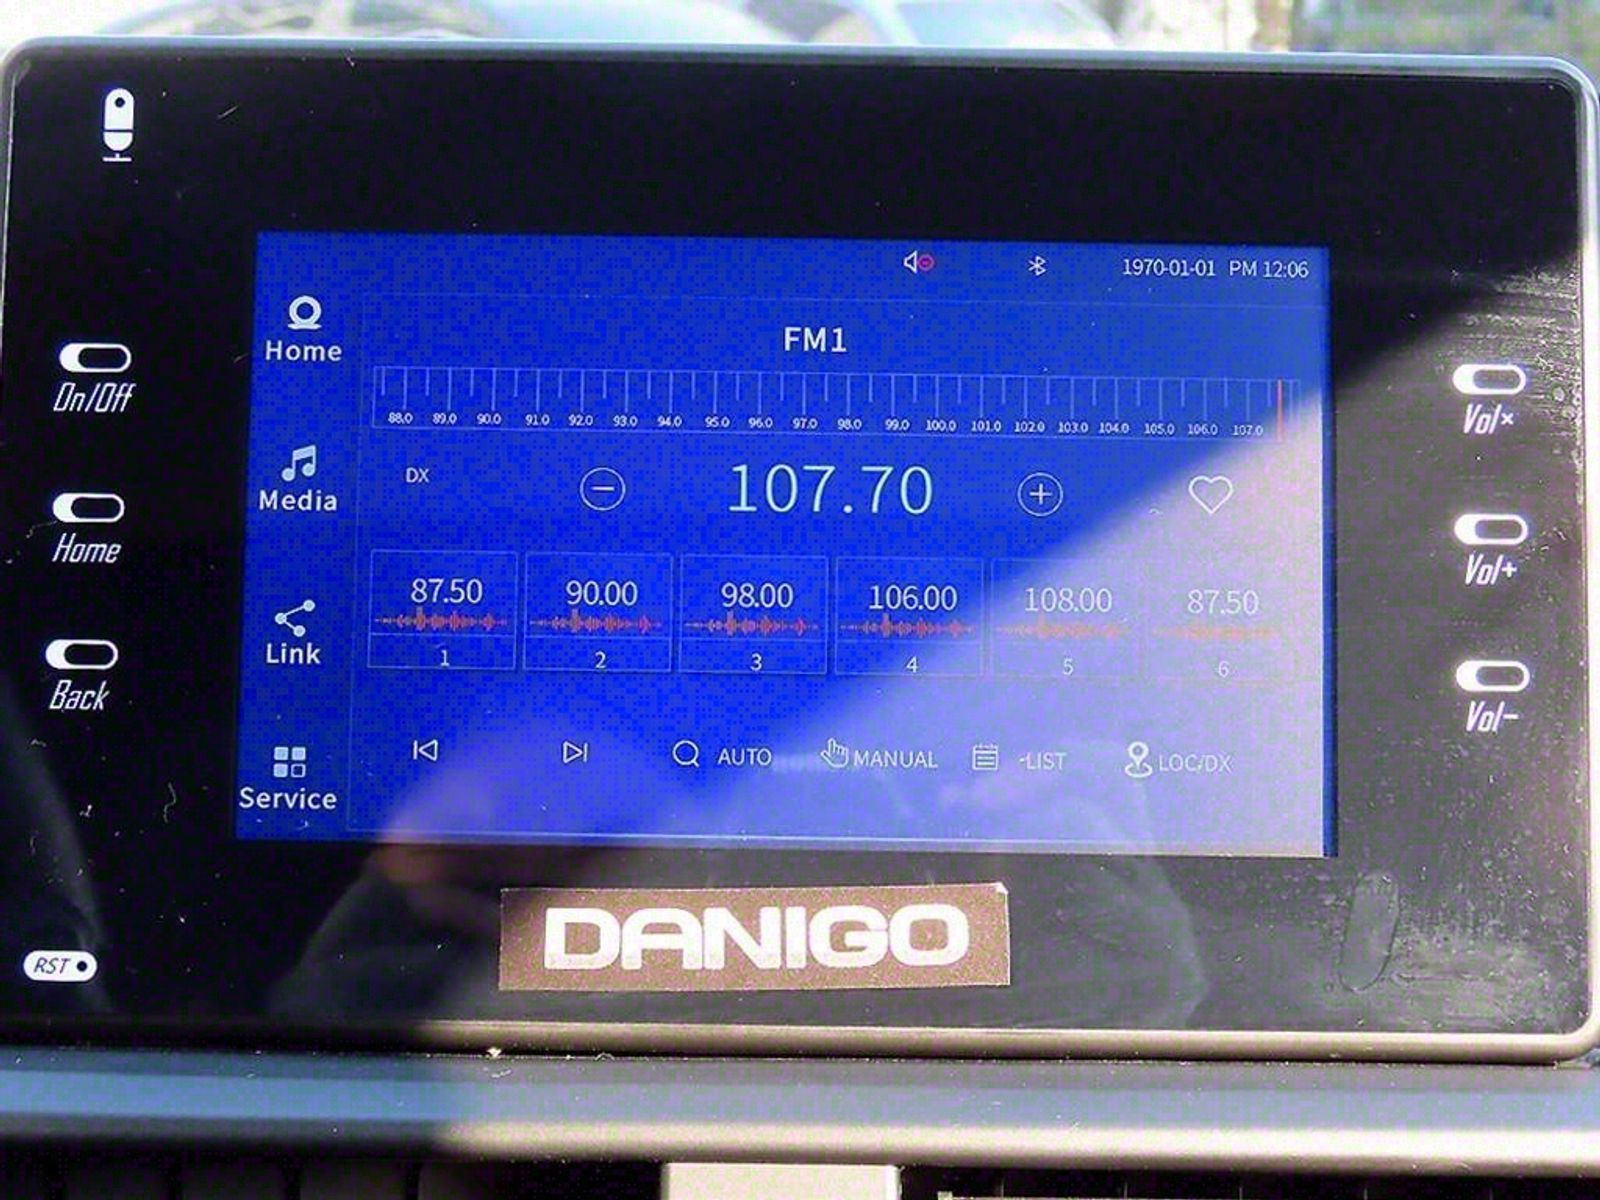 1970-01-01 PM 12:06
Home
FM1
88.0 89.0 90.0 91.0 92.0 93.0 94.0 95.0 96.0 97.0 98.0 99.0 100.0 101.0 102.0 103.0 104.0 105.0 106.0 107.0
On/Off
Vol×
Media
DX
107.70
Home
Vol+
87.50 90.00 98.00 106.00 108.00 87.50
1 2 3 4 5 6
Link
Back
Vol-
AUTO MANUAL -LIST LOC/DX
Service
DANIGO
RST